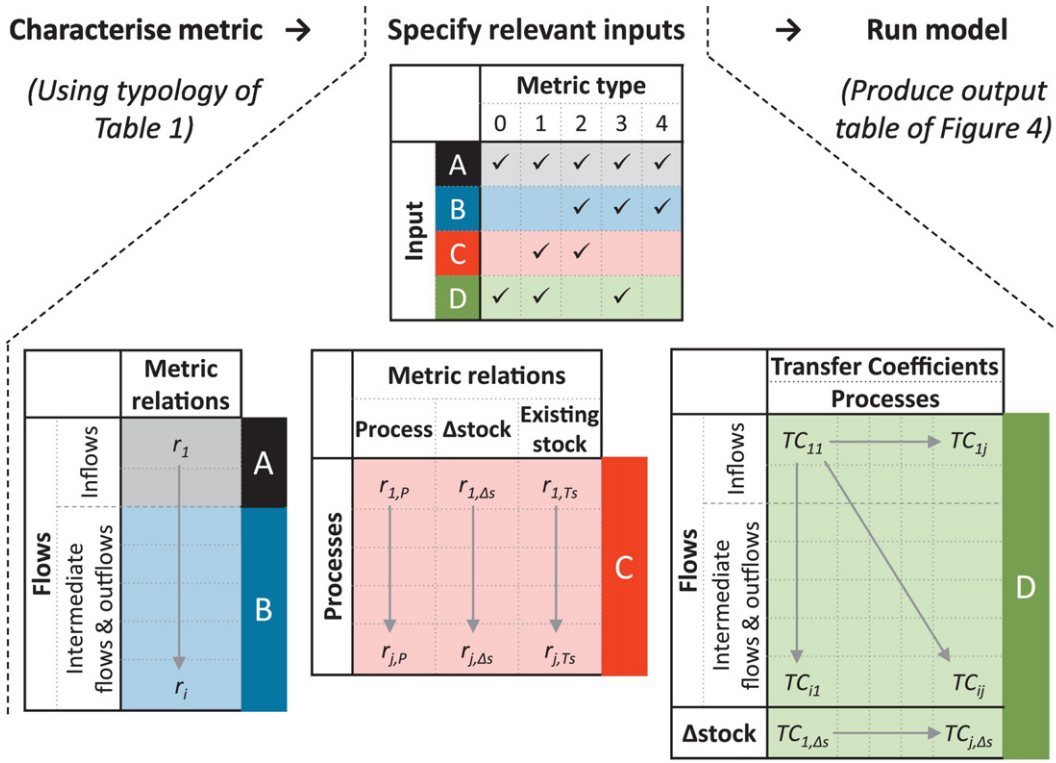 Characterise metric → Specify relevant inputs → Run model
(Using typology of
Table 1)
(Produce output
table of Figure 4)
Metric type
0 1 2 3 4
Input
A ✓ ✓ ✓ ✓ ✓
B ✓ ✓ ✓
C ✓ ✓
D ✓ ✓ ✓
Metric
relations
Flows
Inflows
Intermediate
flows & outflows
r1
ri
A
B
Metric relations
Process Δstock Existing
stock
Processes
r1,P r1,Δs r1,Ts
rj,P rj,Δs rj,Ts
C
Transfer Coefficients
Processes
Flows
Inflows
Intermediate
flows & outflows
TC11 TC1j
TCi1 TCij
Δstock TC1,Δs TCj,Δs
D